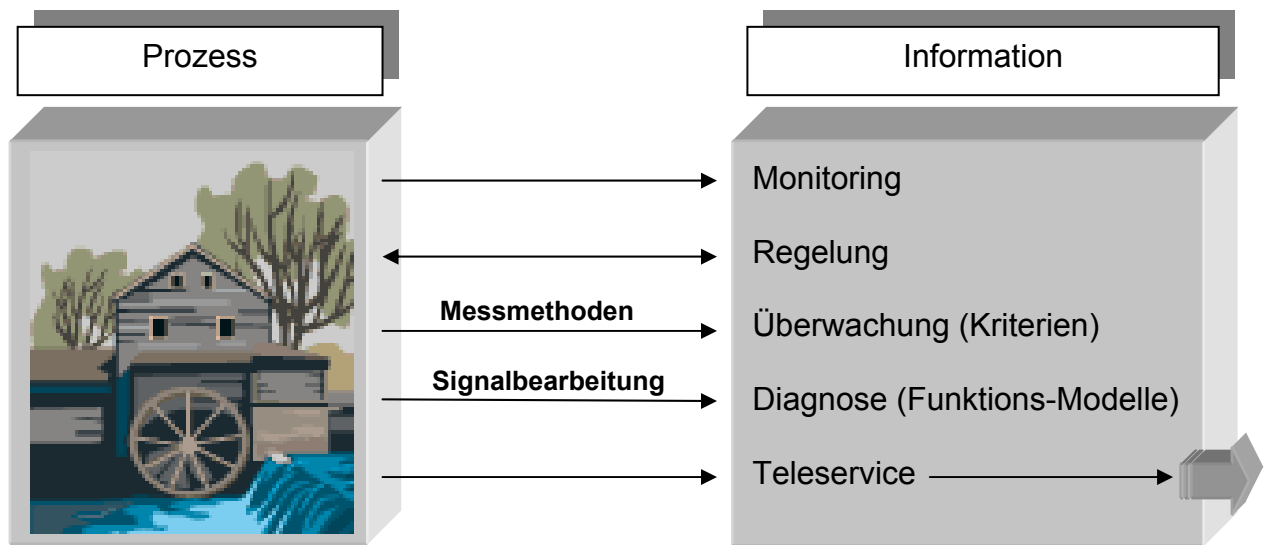 Prozess
Information
Monitoring
Regelung
Messmethoden
Überwachung (Kriterien)
Signalbearbeitung
Diagnose (Funktions-Modelle)
Teleservice